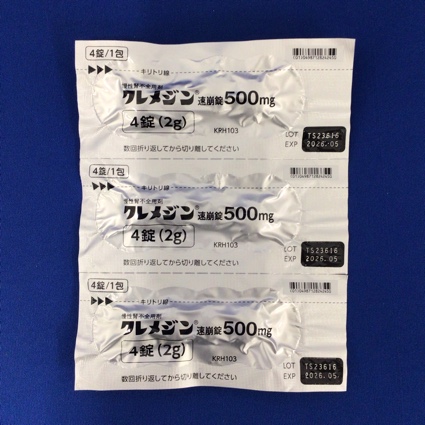 4錠/1包
キリトリ線
慢性腎不全用剤
クレメジン® 速崩錠500mg
4錠(2g)
KRH103
数回折り返してから切り離してください
LOT TS23616
EXP 2026.05
4錠/1包
キリトリ線
慢性腎不全用剤
クレメジン® 速崩錠500mg
4錠(2g)
KRH103
数回折り返してから切り離してください
LOT TS23616
EXP 2026.05
4錠/1包
キリトリ線
慢性腎不全用剤
クレメジン® 速崩錠500mg
4錠(2g)
KRH103
数回折り返してから切り離してください
LOT TS23616
EXP 2026.05